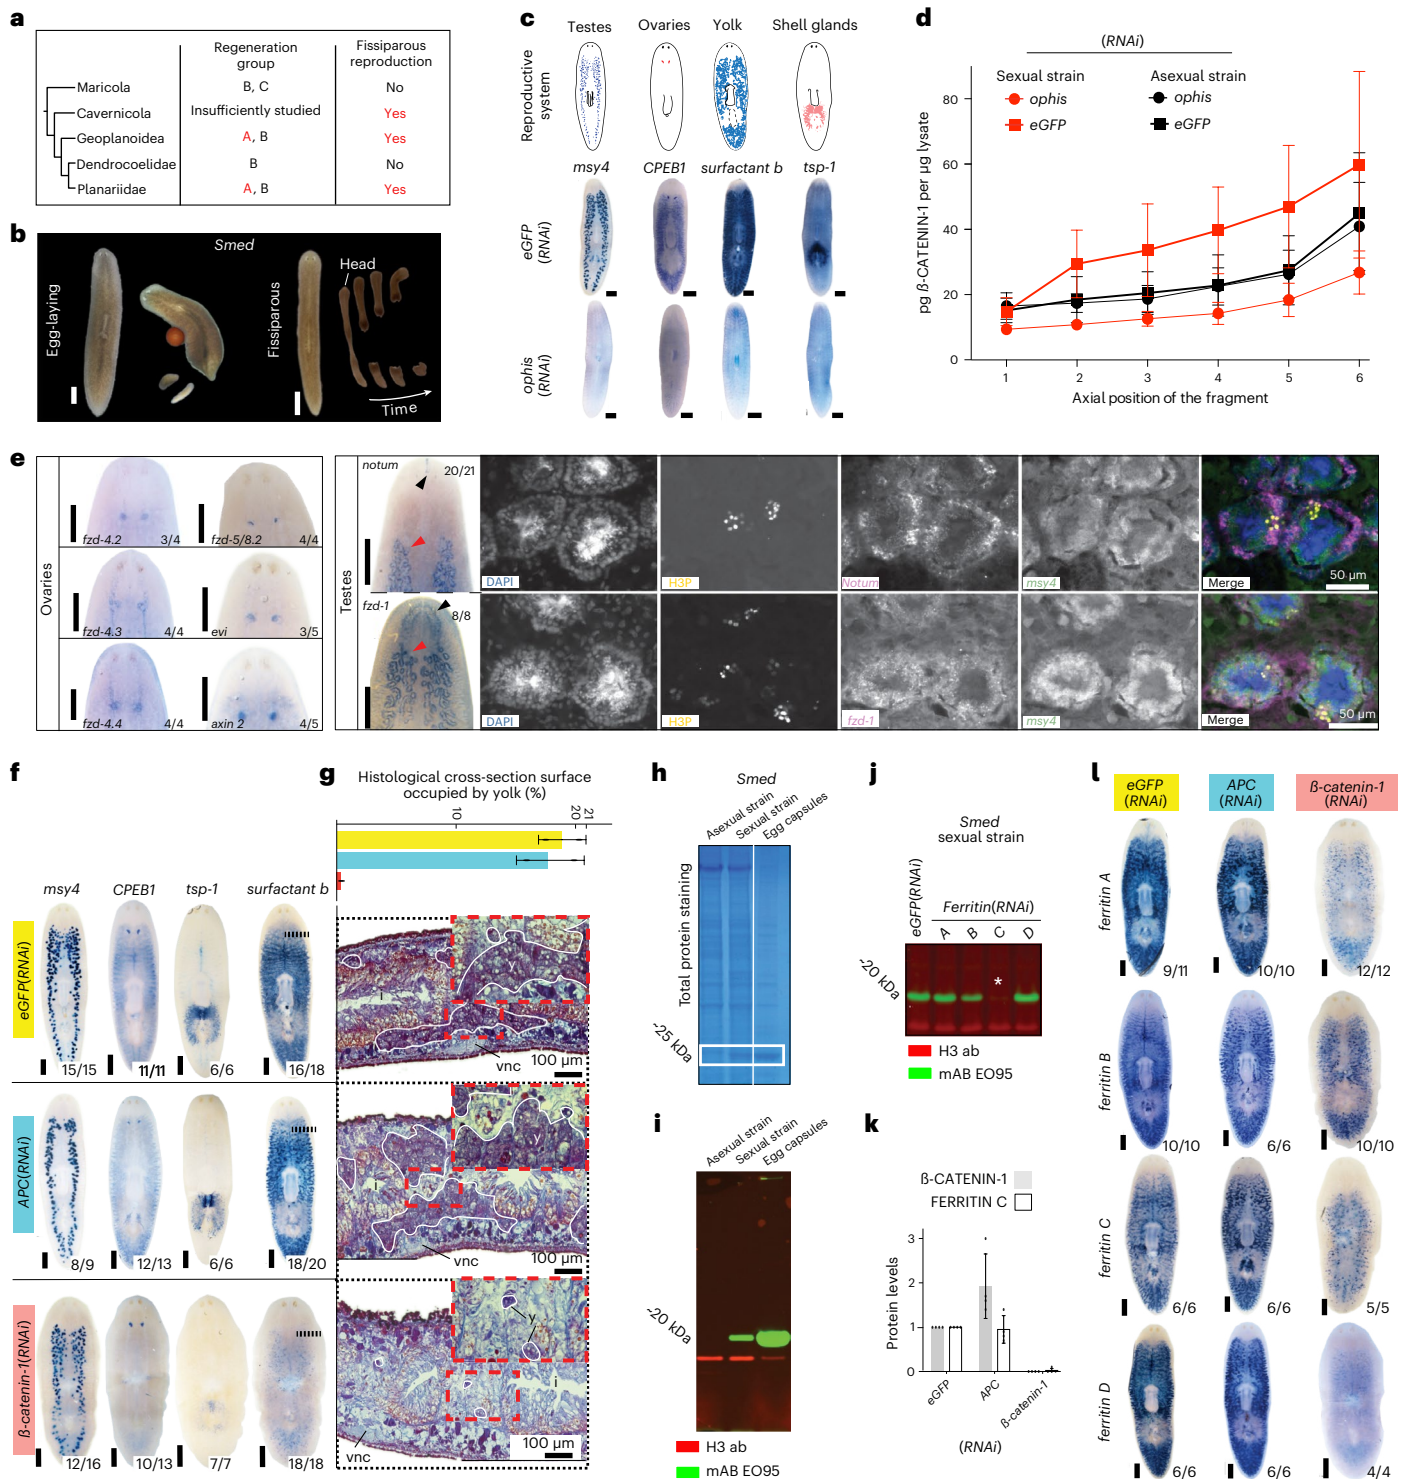 a
Regeneration
group
Fissiparous
reproduction
Maricola
B, C
No
Cavernicola
Insufficiently studied
Yes
Geoplanoidea
A, B
Yes
Dendrocoelidae
B
No
Planariidae
A, B
Yes
b
Smed
Egg-laying
Fissiparous
Head
Time
c
Testes
Ovaries
Yolk
Shell glands
Reproductive
system
msy4
CPEB1
surfactant b
tsp-1
eGFP
(RNAi)
ophis
(RNAi)
d
(RNAi)
Sexual strain
ophis
eGFP
Asexual strain
ophis
eGFP
pg ß-CATENIN-1 per µg lysate
80
60
40
20
0
1
2
3
4
5
6
Axial position of the fragment
e
Ovaries
fzd-4.2
3/4
fzd-5/8.2
4/4
fzd-4.3
4/4
evi
3/5
fzd-4.4
4/4
axin 2
4/5
Testes
notum
20/21
DAPI
H3P
Notum
msy4
Merge
50 µm
fzd-1
8/8
DAPI
H3P
fzd-1
msy4
Merge
50 µm
f
msy4
CPEB1
tsp-1
surfactant b
eGFP(RNAi)
15/15
11/11
6/6
16/18
APC(RNAi)
8/9
12/13
6/6
18/20
ß-catenin-1(RNAi)
12/16
10/13
7/7
18/18
g
Histological cross-section surface
occupied by yolk (%)
10
20
21
y
i
vnc
100 µm
y
i
vnc
100 µm
y
i
vnc
100 µm
h
Smed
Asexual strain
Sexual strain
Egg capsules
Total protein staining
~25 kDa
i
Asexual strain
Sexual strain
Egg capsules
~20 kDa
H3 ab
mAB EO95
j
Smed
sexual strain
eGFP(RNAi)
Ferritin(RNAi)
A
B
C
D
*
~20 kDa
H3 ab
mAB EO95
k
ß-CATENIN-1
FERRITIN C
Protein levels
3
2
1
0
eGFP
APC
ß-catenin-1
(RNAi)
l
eGFP
(RNAi)
APC
(RNAi)
ß-catenin-1
(RNAi)
ferritin A
9/11
10/10
12/12
ferritin B
10/10
6/6
10/10
ferritin C
6/6
6/6
5/5
ferritin D
6/6
6/6
4/4